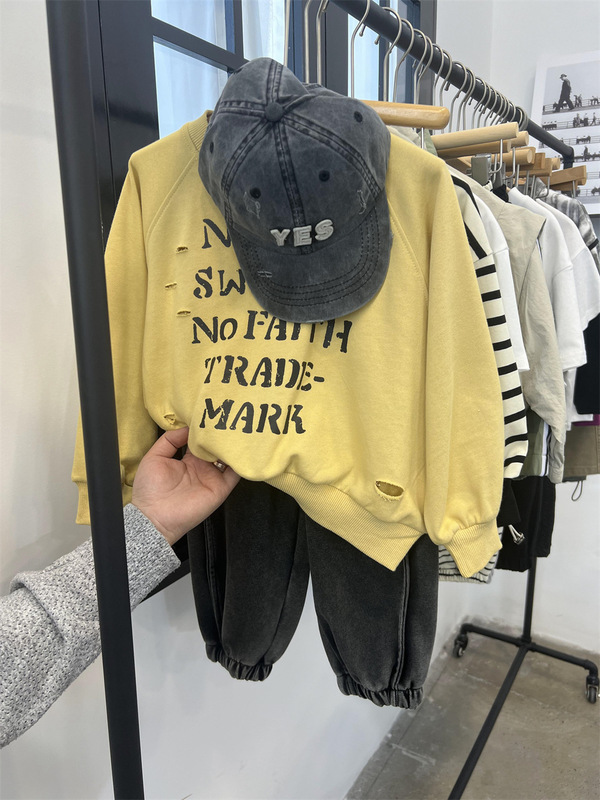 YES
N
SW
No FAITH
TRADE-
MARK